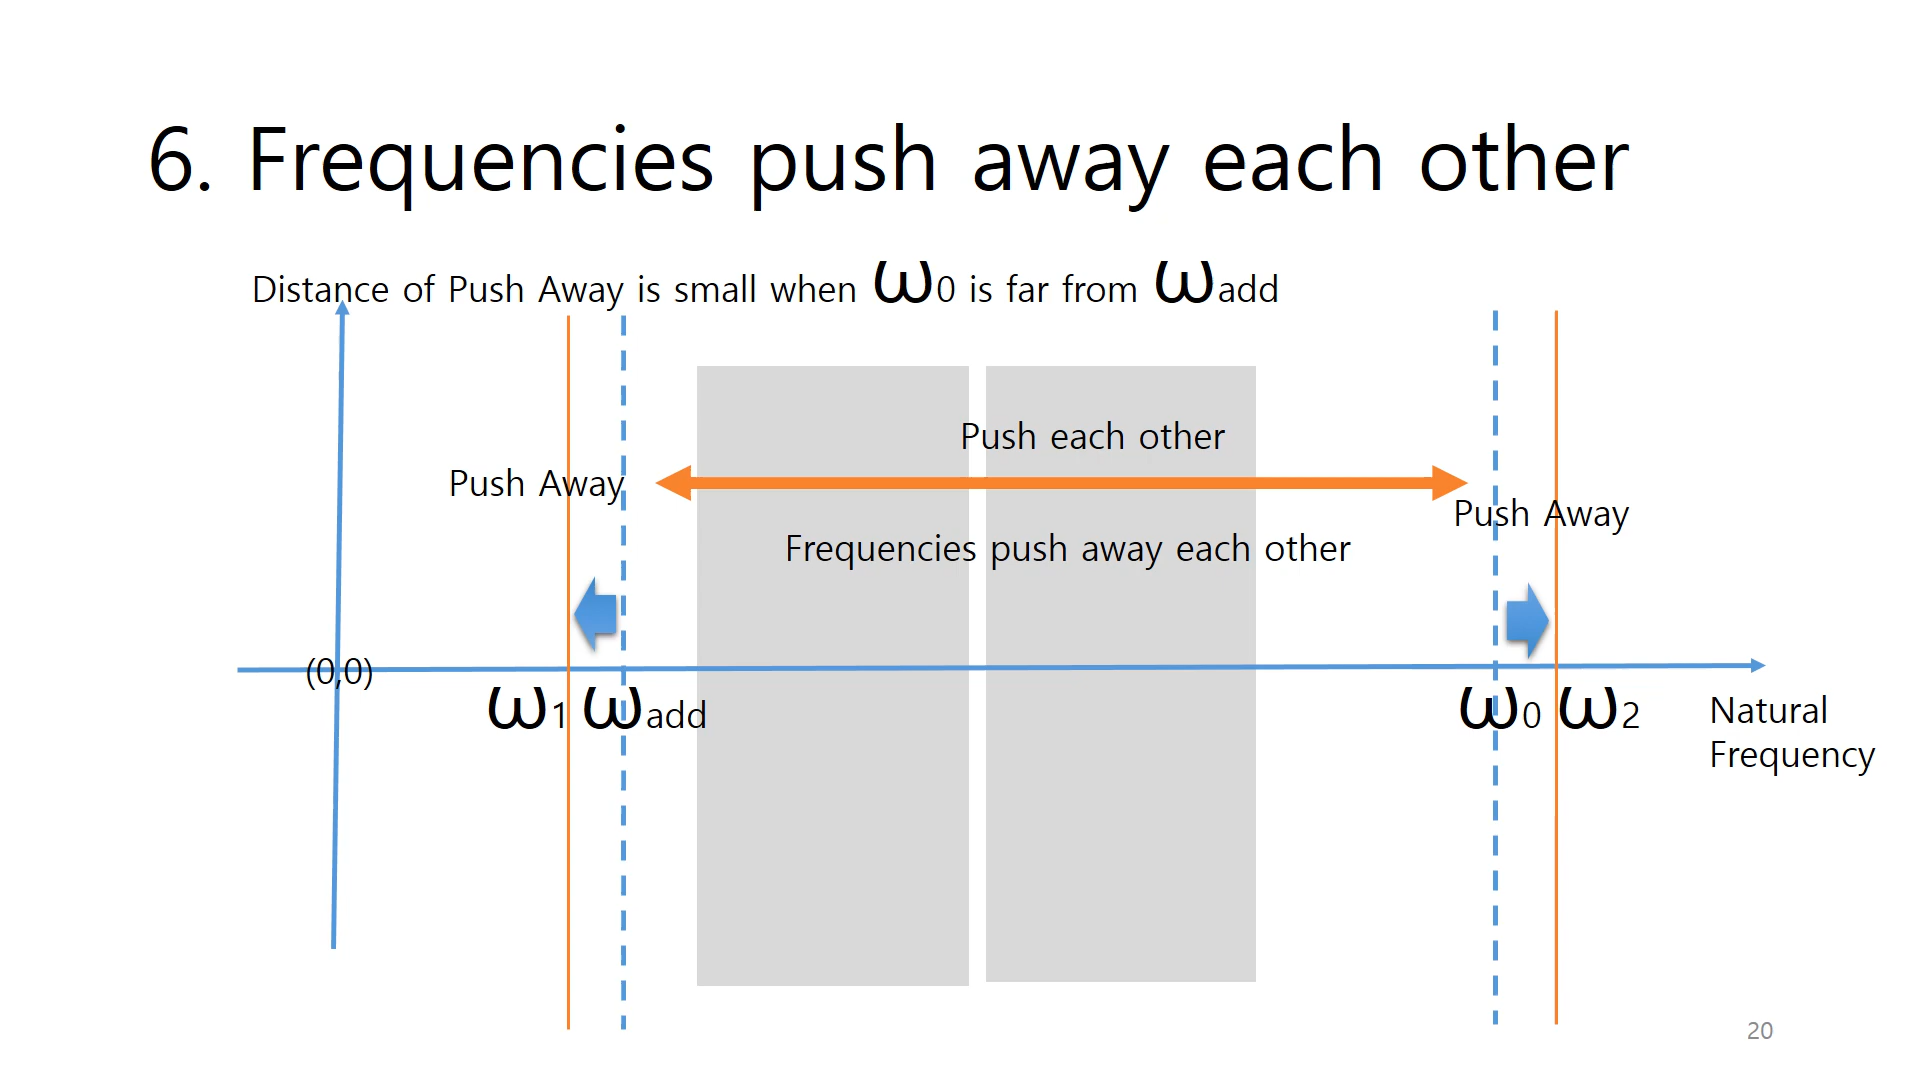 6. Frequencies push away each other
Distance of Push Away is small when ω0 is far from ωadd
Push each other
Push Away
Push Away
Frequencies push away each other
(0,0)
ω1 ωadd
ω0 ω2
Natural
Frequency
20